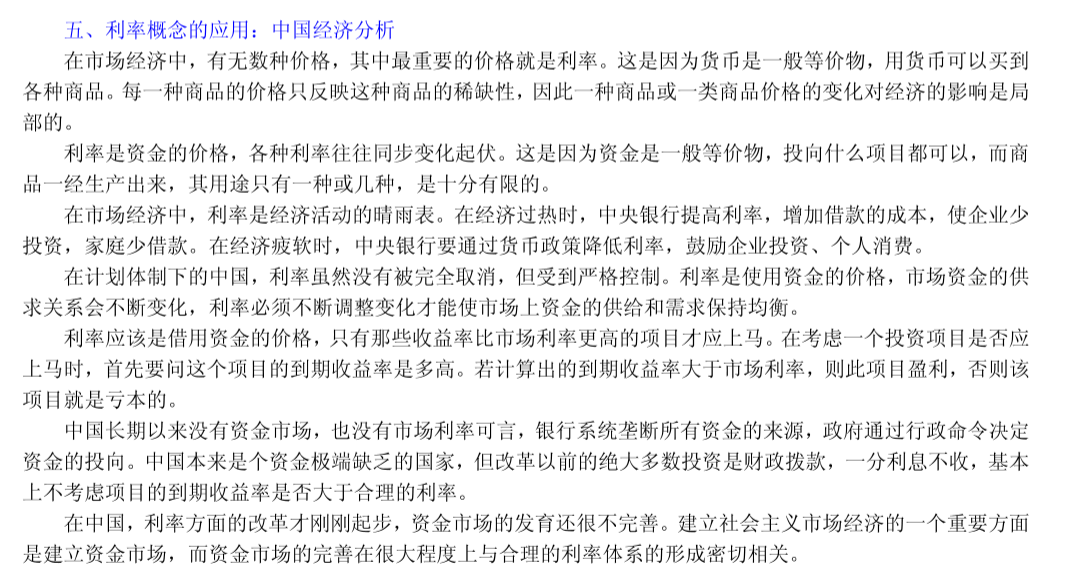 五、利率概念的应用：中国经济分析
在市场经济中，有无数种价格，其中最重要的价格就是利率。这是因为货币是一般等价物，用货币可以买到
各种商品。每一种商品的价格只反映这种商品的稀缺性，因此一种商品或一类商品价格的变化对经济的影响是局
部的。
利率是资金的价格，各种利率往往同步变化起伏。这是因为资金是一般等价物，投向什么项目都可以，而商
品一经生产出来，其用途只有一种或几种，是十分有限的。
在市场经济中，利率是经济活动的晴雨表。在经济过热时，中央银行提高利率，增加借款的成本，使企业少
投资，家庭少借款。在经济疲软时，中央银行要通过货币政策降低利率，鼓励企业投资、个人消费。
在计划体制下的中国，利率虽然没有被完全取消，但受到严格控制。利率是使用资金的价格，市场资金的供
求关系会不断变化，利率必须不断调整变化才能使市场上资金的供给和需求保持均衡。
利率应该是借用资金的价格，只有那些收益率比市场利率更高的项目才应上马。在考虑一个投资项目是否应
上马时，首先要问这个项目的到期收益率是多高。若计算出的到期收益率大于市场利率，则此项目盈利，否则该
项目就是亏本的。
中国长期以来没有资金市场，也没有市场利率可言，银行系统垄断所有资金的来源，政府通过行政命令决定
资金的投向。中国本来是个资金极端缺乏的国家，但改革以前的绝大多数投资是财政拨款，一分利息不收，基本
上不考虑项目的到期收益率是否大于合理的利率。
在中国，利率方面的改革才刚刚起步，资金市场的发育还很不完善。建立社会主义市场经济的一个重要方面
是建立资金市场，而资金市场的完善在很大程度上与合理的利率体系的形成密切相关。